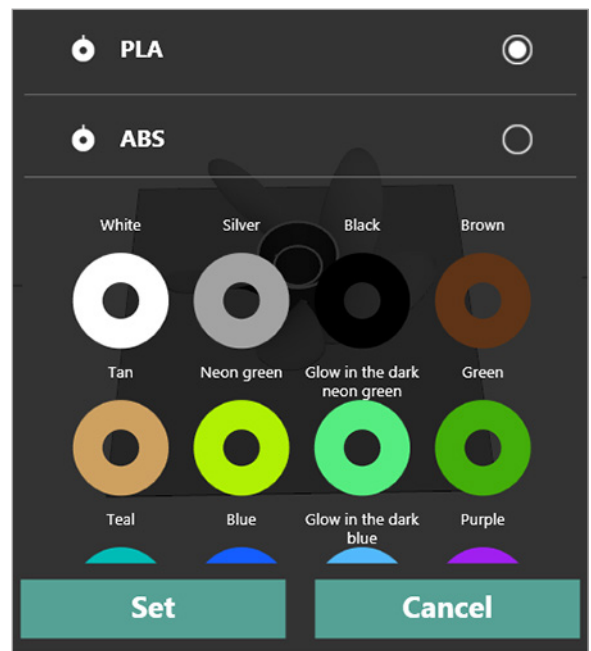 PLA
ABS
White Silver Black Brown
Tan Neon green Glow in the dark Green
neon green
Teal Blue Glow in the dark Purple
blue
Set Cancel